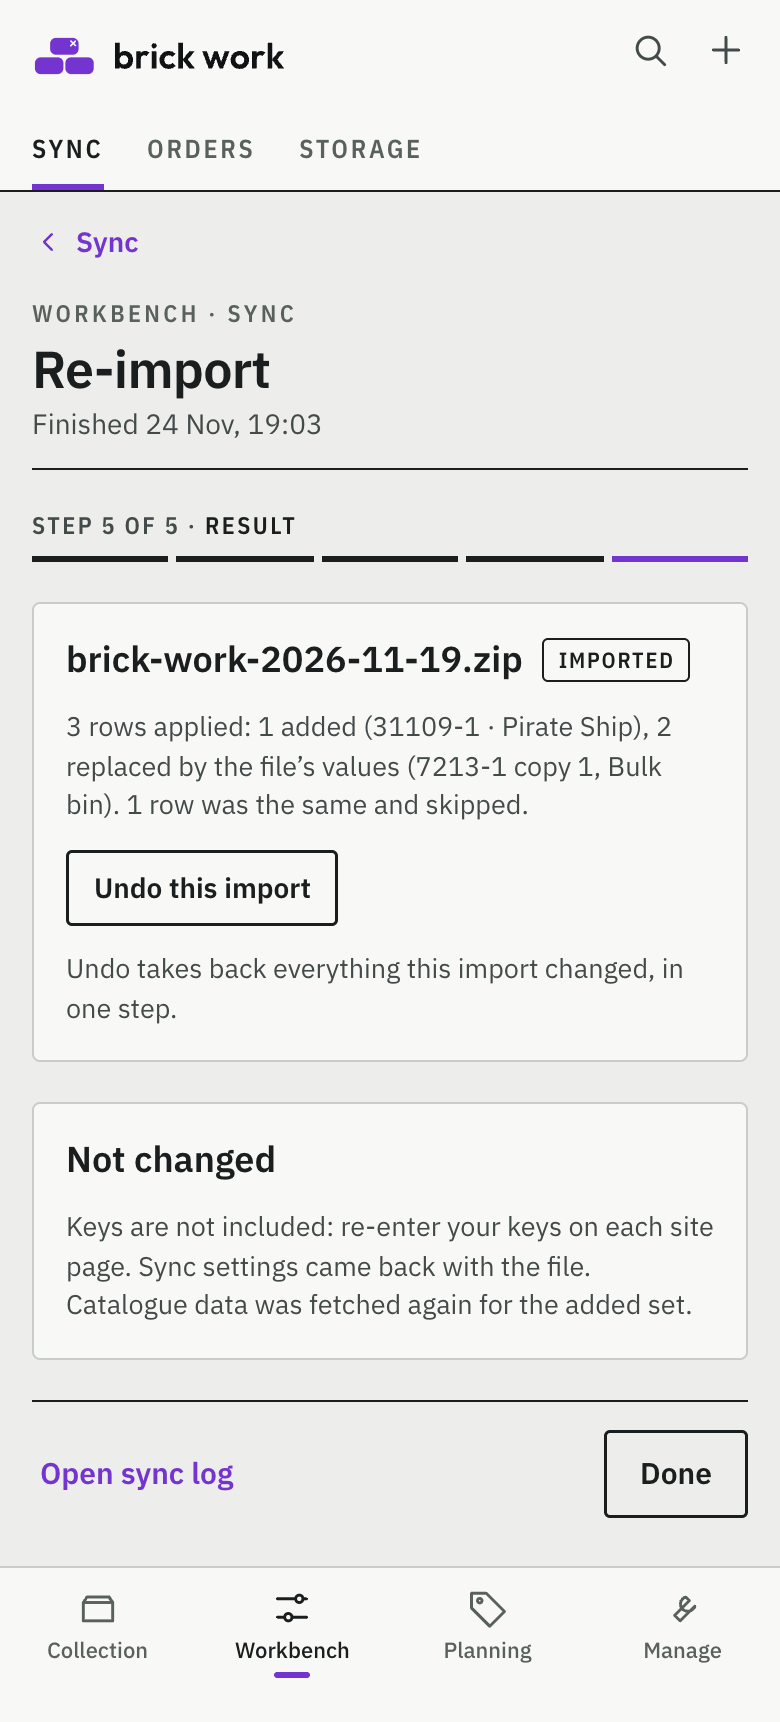 brick work
SYNC ORDERS STORAGE
Sync
WORKBENCH · SYNC
Re-import
Finished 24 Nov, 19:03
STEP 5 OF 5 · RESULT
brick-work-2026-11-19.zip IMPORTED
3 rows applied: 1 added (31109-1 · Pirate Ship), 2
replaced by the file’s values (7213-1 copy 1, Bulk
bin). 1 row was the same and skipped.
Undo this import
Undo takes back everything this import changed, in
one step.
Not changed
Keys are not included: re-enter your keys on each site
page. Sync settings came back with the file.
Catalogue data was fetched again for the added set.
Open sync log Done
Collection Workbench Planning Manage